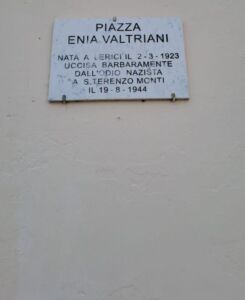 PIAZZA
ENIA VALTRIANI
NATA A LERICI IL 2-3-1923
UCCISA BARBARAMENTE
DALL'ODIO NAZISTA
A S.TERENZO MONTI
IL 19-8-1944